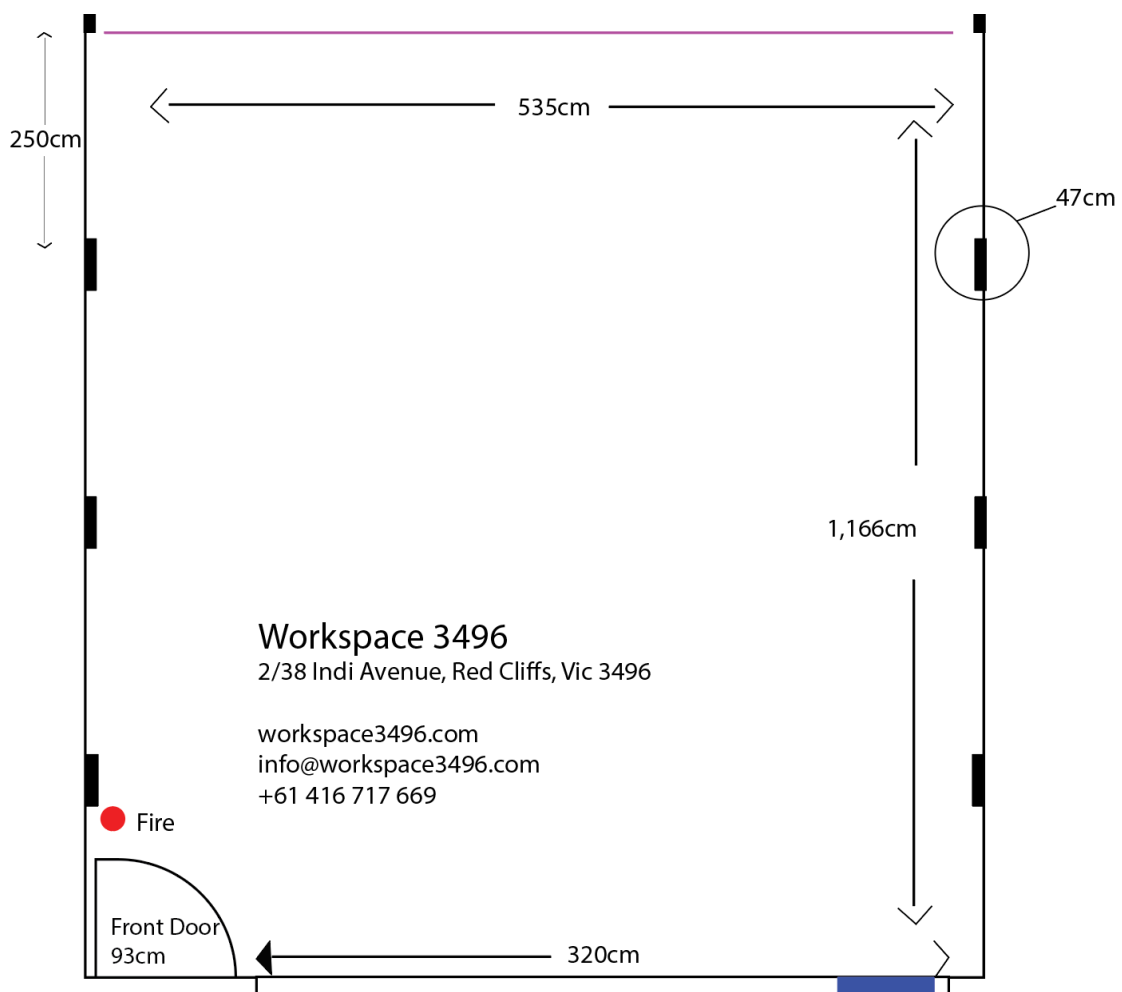 535cm
250cm
47cm
1,166cm
Workspace 3496
2/38 Indi Avenue, Red Cliffs, Vic 3496
workspace3496.com
info@workspace3496.com
+61 416 717 669
Fire
Front Door
93cm
320cm